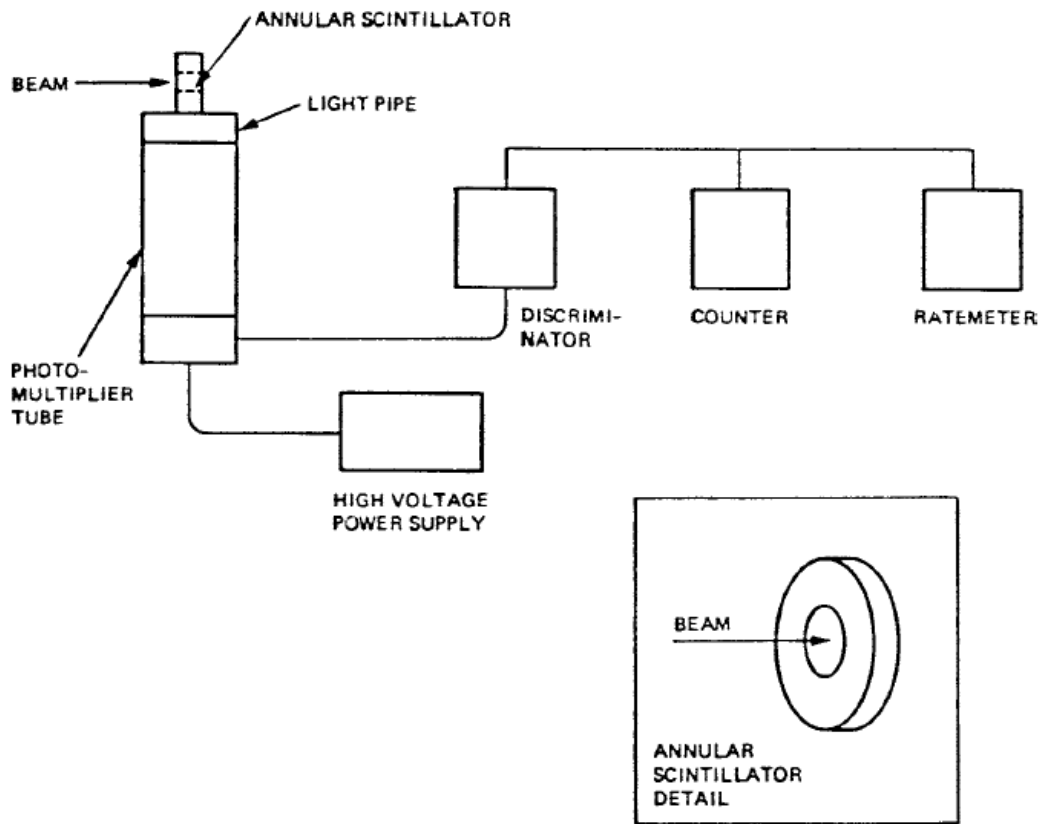 ANNULAR SCINTILLATOR
BEAM
LIGHT PIPE
DISCRIMI-
NATOR
COUNTER
RATEMETER
PHOTO-
MULTIPLIER
TUBE
HIGH VOLTAGE
POWER SUPPLY
BEAM
ANNULAR
SCINTILLATOR
DETAIL